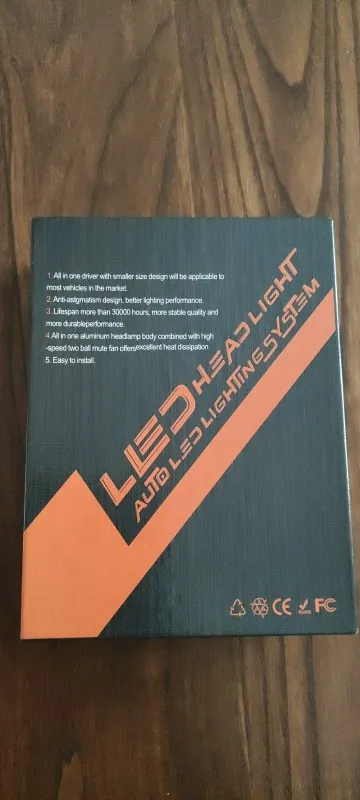 1. All in one driver with smaller size design will be applicable to
most vehicles in the market.
2. Anti-astgmatism design, better lighting performance.
3. Lifespan more than 30000 hours, more stable quality and
more durableperformance.
4.All in one aluminum headlamp body combined with high
-speed two ball mute fan offersexcellent heat dissipation
5. Easy to install.
LED HEAD LIGHT
AUTO LED LIGHTING SYSTEM
CE RoHS FC